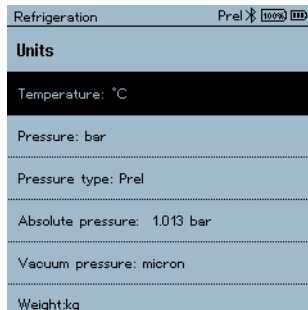 Refrigeration Prel 100%
Units
Temperature: °C
Pressure: bar
Pressure type: Prel
Absolute pressure: 1.013 bar
Vacuum pressure: micron
Weight:kg